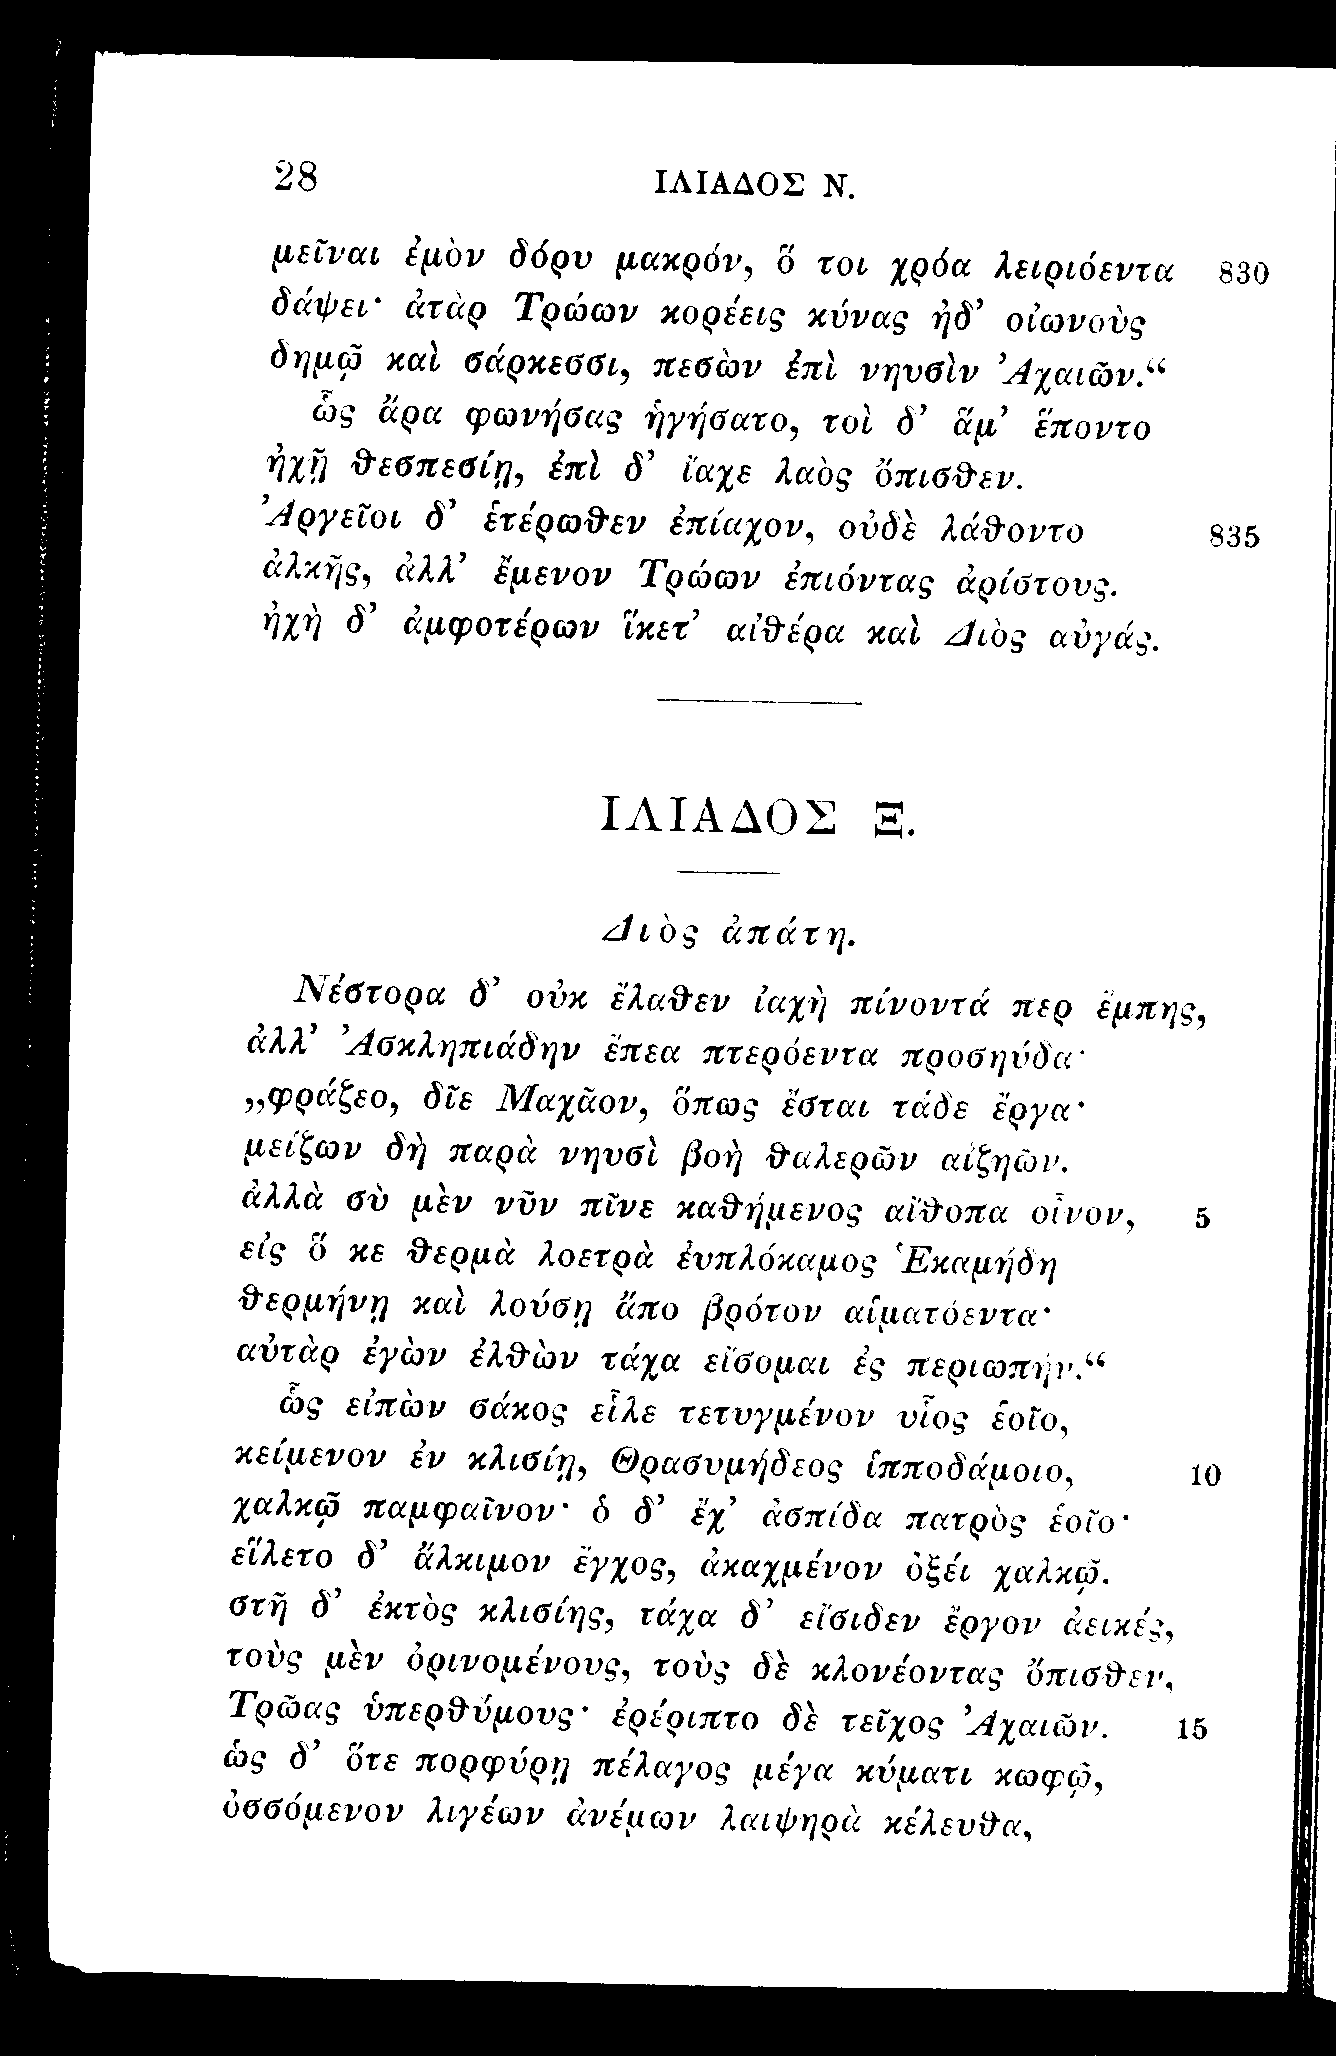 28 ΙΛΙΑΔΟΣ Ν.
μεῖναι ἐμὸν δόρυ μακρόν, ὅ τοι χρόα λειριόεντα 830
δάψει· ἀτὰρ Τρώων κορέεις κύνας ἠδ’ οἰωνοὺς
δημῷ καὶ σάρκεσσι, πεσὼν ἐπὶ νηυσὶν Ἀχαιῶν.“
ὣς ἄρα φωνήσας ἡγήσατο, τοὶ δ’ ἅμ’ ἕποντο
ἠχῇ θεσπεσίῃ, ἐπὶ δ’ ἴαχε λαὸς ὄπισθεν.
Ἀργεῖοι δ’ ἑτέρωθεν ἐπίαχον, οὐδὲ λάθοντο 835
ἀλκῆς, ἀλλ’ ἔμενον Τρώων ἐπιόντας ἀρίστους.
ἠχὴ δ’ ἀμφοτέρων ἵκετ’ αἰθέρα καὶ Διὸς αὐγάς.
ΙΛΙΑΔΟΣ Ξ.
Διὸς ἀπάτη.
Νέστορα δ’ οὐκ ἔλαθεν ἰαχὴ πίνοντά περ ἔμπης,
ἀλλ’ Ἀσκληπιάδην ἔπεα πτερόεντα προσηύδα·
„φράζεο, δῖε Μαχᾶον, ὅπως ἔσται τάδε ἔργα·
μείζων δὴ παρὰ νηυσὶ βοὴ θαλερῶν αἰζηῶν.
ἀλλὰ σὺ μὲν νῦν πῖνε καθήμενος αἴθοπα οἶνον, 5
εἰς ὅ κε θερμὰ λοετρὰ ἐυπλόκαμος Ἑκαμήδη
θερμήνῃ καὶ λούσῃ ἄπο βρότον αἱματόεντα·
αὐτὰρ ἐγὼν ἐλθὼν τάχα εἴσομαι ἐς περιωπήν.“
ὣς εἰπὼν σάκος εἷλε τετυγμένον υἷος ἑοῖο,
κείμενον ἐν κλισίῃ, Θρασυμήδεος ἱπποδάμοιο, 10
χαλκῷ παμφαῖνον· ὁ δ’ ἔχ’ ἀσπίδα πατρὸς ἑοῖο·
εἵλετο δ’ ἄλκιμον ἔγχος, ἀκαχμένον ὀξέι χαλκῷ.
στῆ δ’ ἐκτὸς κλισίης, τάχα δ’ εἴσιδεν ἔργον ἀεικές,
τοὺς μὲν ὀρινομένους, τοὺς δὲ κλονέοντας ὄπισθεν,
Τρῶας ὑπερθύμους· ἐρέριπτο δὲ τεῖχος Ἀχαιῶν. 15
ὡς δ’ ὅτε πορφύρῃ πέλαγος μέγα κύματι κωφῷ,
ὀσσόμενον λιγέων ἀνέμων λαιψηρὰ κέλευθα,